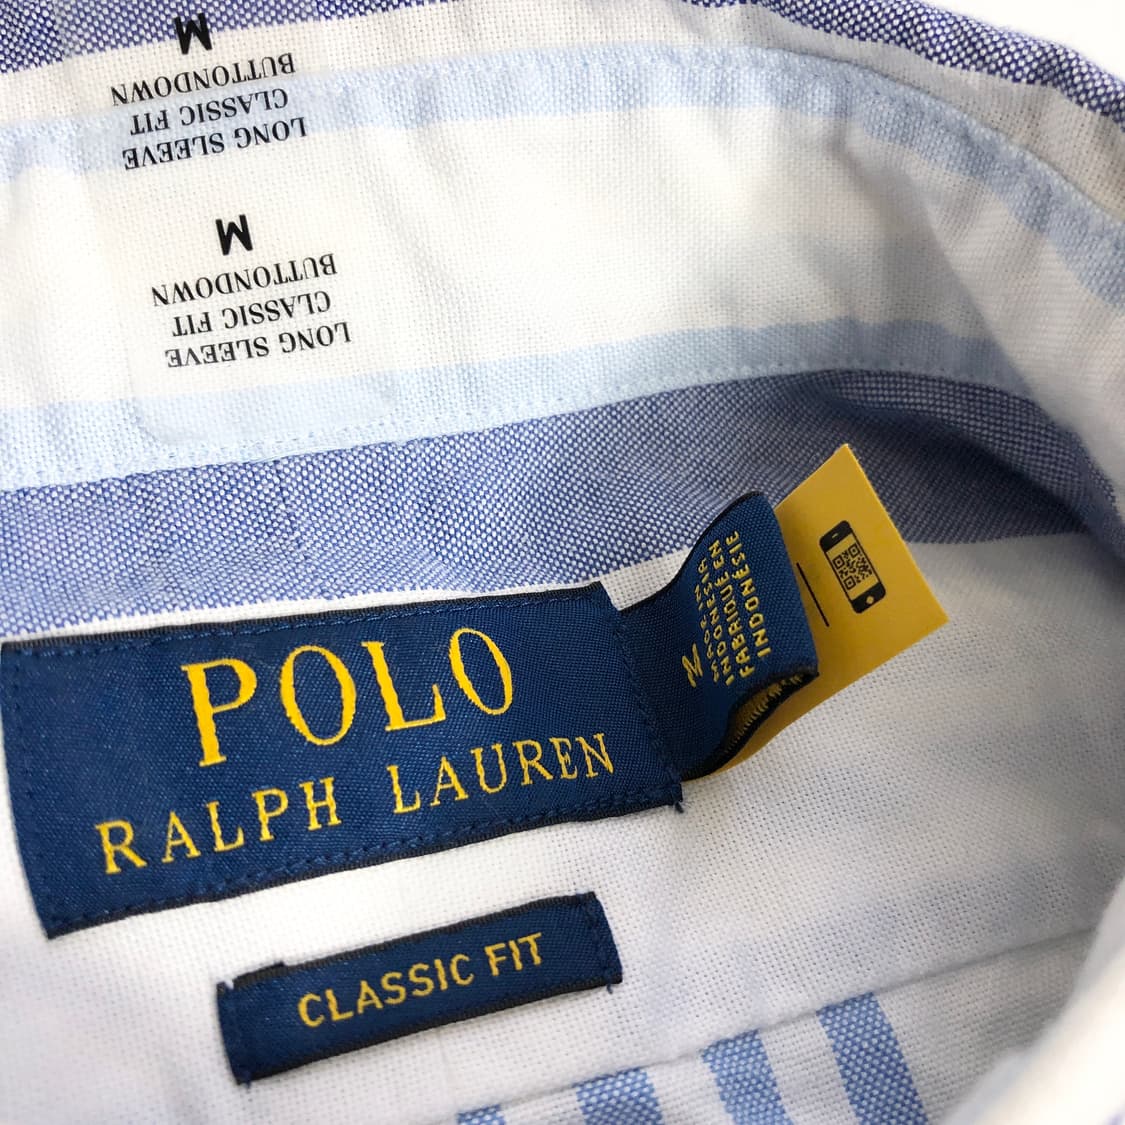 M
BUTTONDOWN
CLASSIC FIT
LONG SLEEVE
M
BUTTONDOWN
CLASSIC FIT
LONG SLEEVE
POLO
RALPH LAUREN
M
MADE IN
INDONESIA
FABRIQUÉ EN
INDONÉSIE
CLASSIC FIT